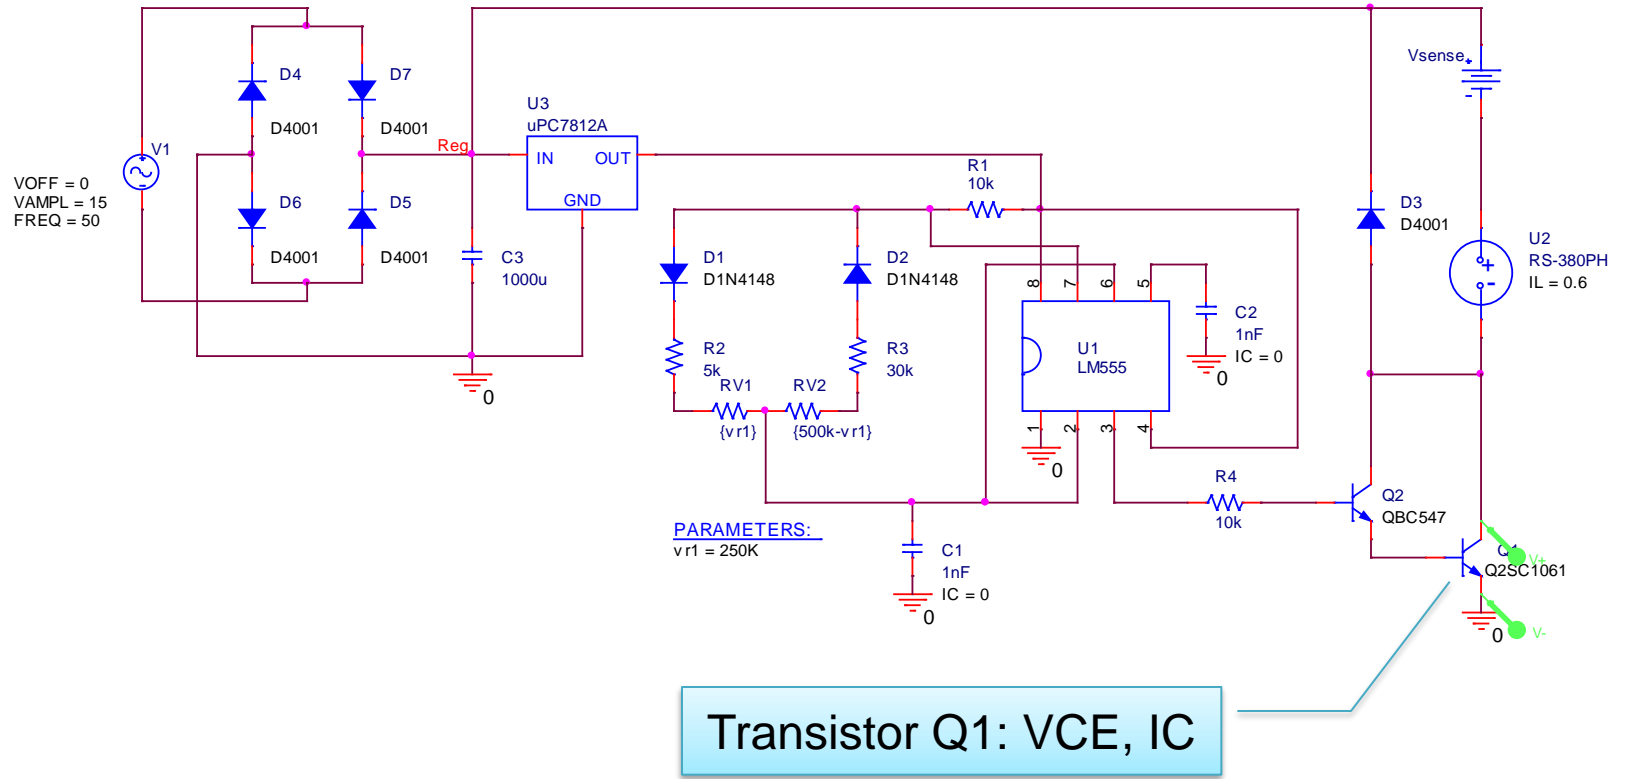 V1
VOFF = 0
VAMPL = 15
FREQ = 50
D4
D4001
D7
D4001
D6
D4001
D5
D4001
Reg
C3
1000u
0
U3
uPC7812A
IN
OUT
GND
R1
10k
D1
D1N4148
D2
D1N4148
R2
5k
R3
30k
RV1
{vr1}
RV2
{500k-vr1}
PARAMETERS:
vr1 = 250K
C1
1nF
IC = 0
0
8
7
6
5
U1
LM555
1
2
3
4
0
C2
1nF
IC = 0
0
R4
10k
Vsense
+
-
D3
D4001
U2
RS-380PH
IL = 0.6
+
-
Q2
QBC547
Q1
Q2SC1061
V+
V-
0
Transistor Q1: VCE, IC